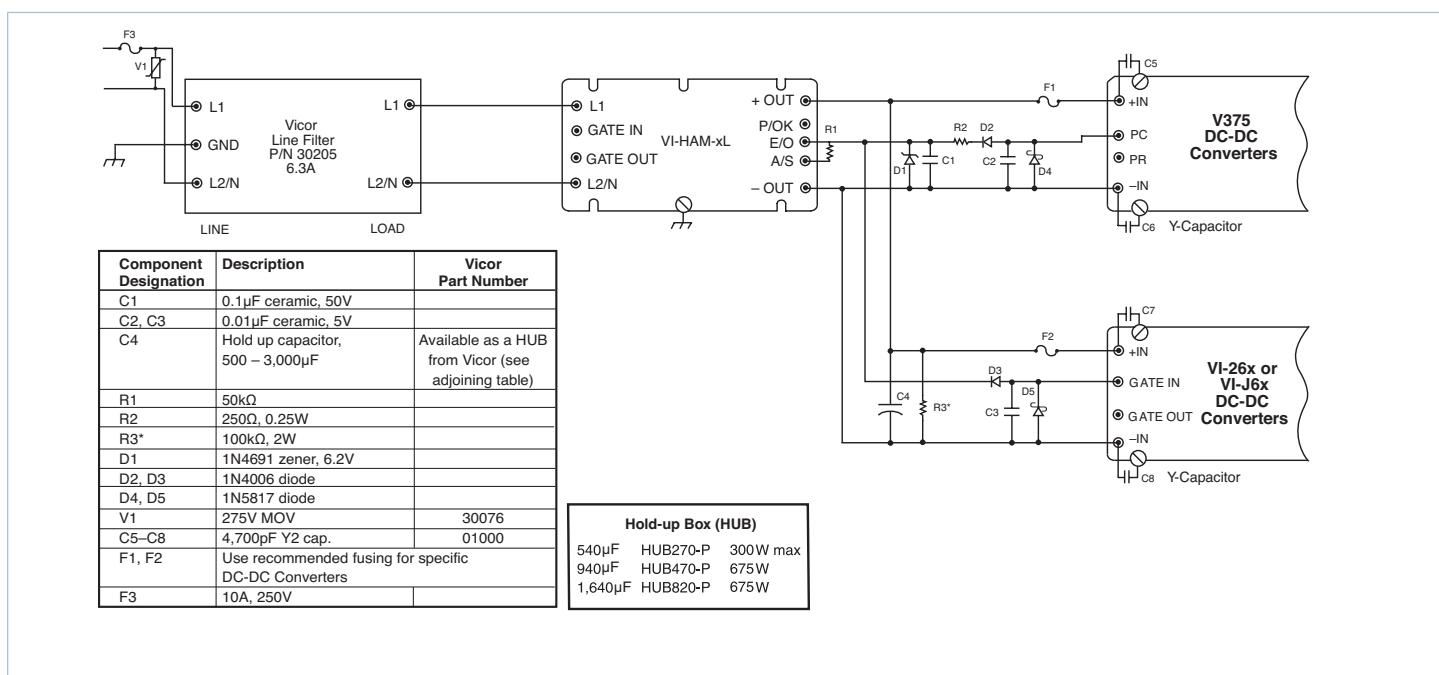 F3
V1
L1
GND
L2/N
Vicor
Line Filter
P/N 30205
6.3A
L1
L2/N
LINE
LOAD
L1
GATE IN
GATE OUT
L2/N
VI-HAM-xL
+ OUT
P/OK
E/O
A/S
– OUT
R1
D1
C1
R2
D2
C2
D4
F1
C5
+IN
PC
PR
–IN
V375
DC-DC
Converters
C6
Y-Capacitor
C7
F2
+IN
GATE IN
GATE OUT
–IN
VI-26x or
VI-J6x
DC-DC
Converters
D3
D5
C3
C4
R3*
C8
Y-Capacitor
Component Designation Description Vicor Part Number
C1 0.1µF ceramic, 50V
C2, C3 0.01µF ceramic, 5V
C4 Hold up capacitor, 500 – 3,000µF Available as a HUB from Vicor (see adjoining table)
R1 50kΩ
R2 250Ω, 0.25W
R3* 100kΩ, 2W
D1 1N4691 zener, 6.2V
D2, D3 1N4006 diode
D4, D5 1N5817 diode
V1 275V MOV 30076
C5–C8 4,700pF Y2 cap. 01000
F1, F2 Use recommended fusing for specific DC-DC Converters
F3 10A, 250V
Hold-up Box (HUB)
540µF HUB270-P 300W max
940µF HUB470-P 675W
1,640µF HUB820-P 675W